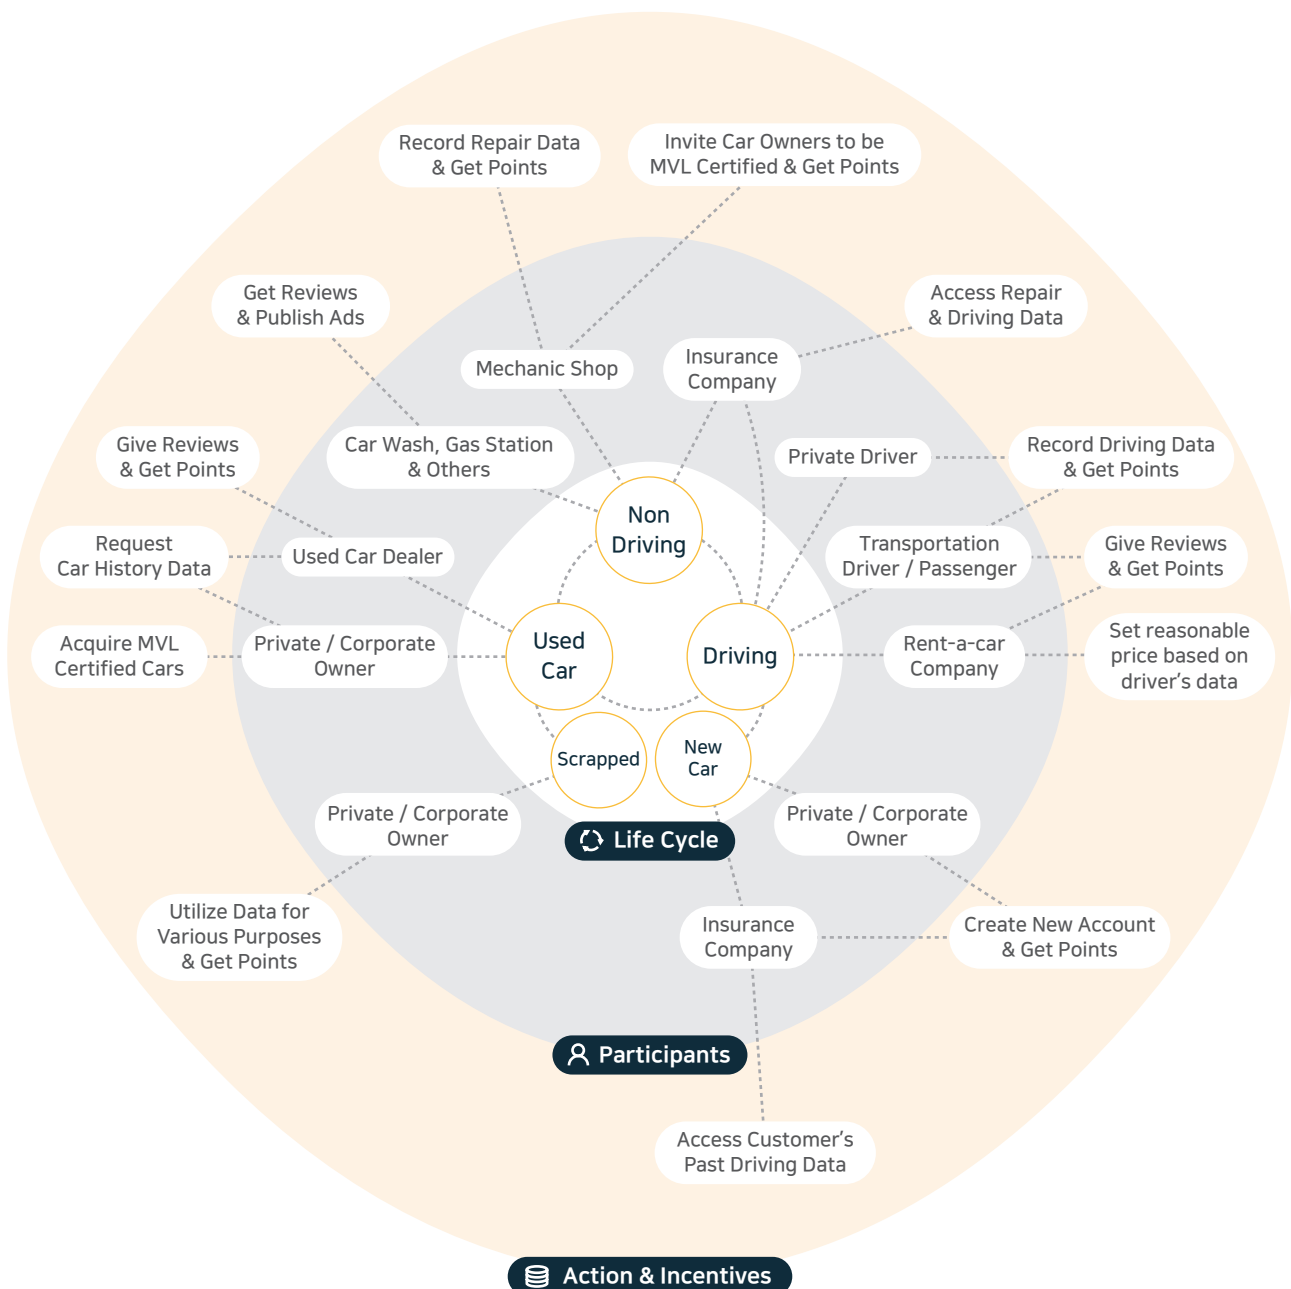 Record Repair Data
& Get Points
Invite Car Owners to be
MVL Certified & Get Points
Get Reviews
& Publish Ads
Access Repair
& Driving Data
Mechanic Shop
Insurance
Company
Give Reviews
& Get Points
Car Wash, Gas Station
& Others
Private Driver
Record Driving Data
& Get Points
Non
Driving
Request
Car History Data
Used Car Dealer
Transportation
Driver / Passenger
Give Reviews
& Get Points
Acquire MVL
Certified Cars
Private / Corporate
Owner
Used
Car
Driving
Rent-a-car
Company
Set reasonable
price based on
driver's data
Scrapped
New
Car
Private / Corporate
Owner
Life Cycle
Private / Corporate
Owner
Utilize Data for
Various Purposes
& Get Points
Insurance
Company
Create New Account
& Get Points
Participants
Access Customer's
Past Driving Data
Action & Incentives